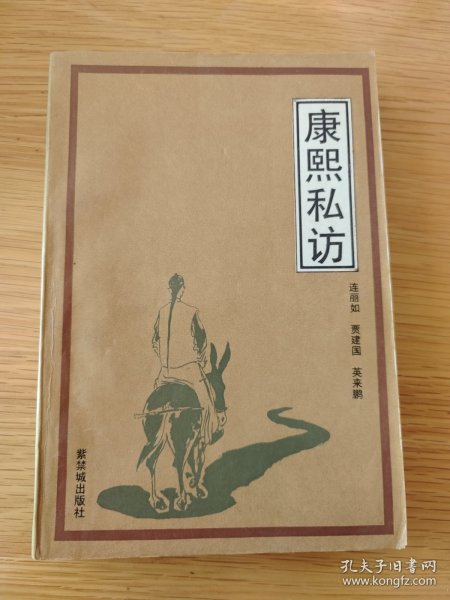 康熙私访
连丽如 贾建国 英来鹏
紫禁城出版社
孔夫子旧书网
www.kongfz.com